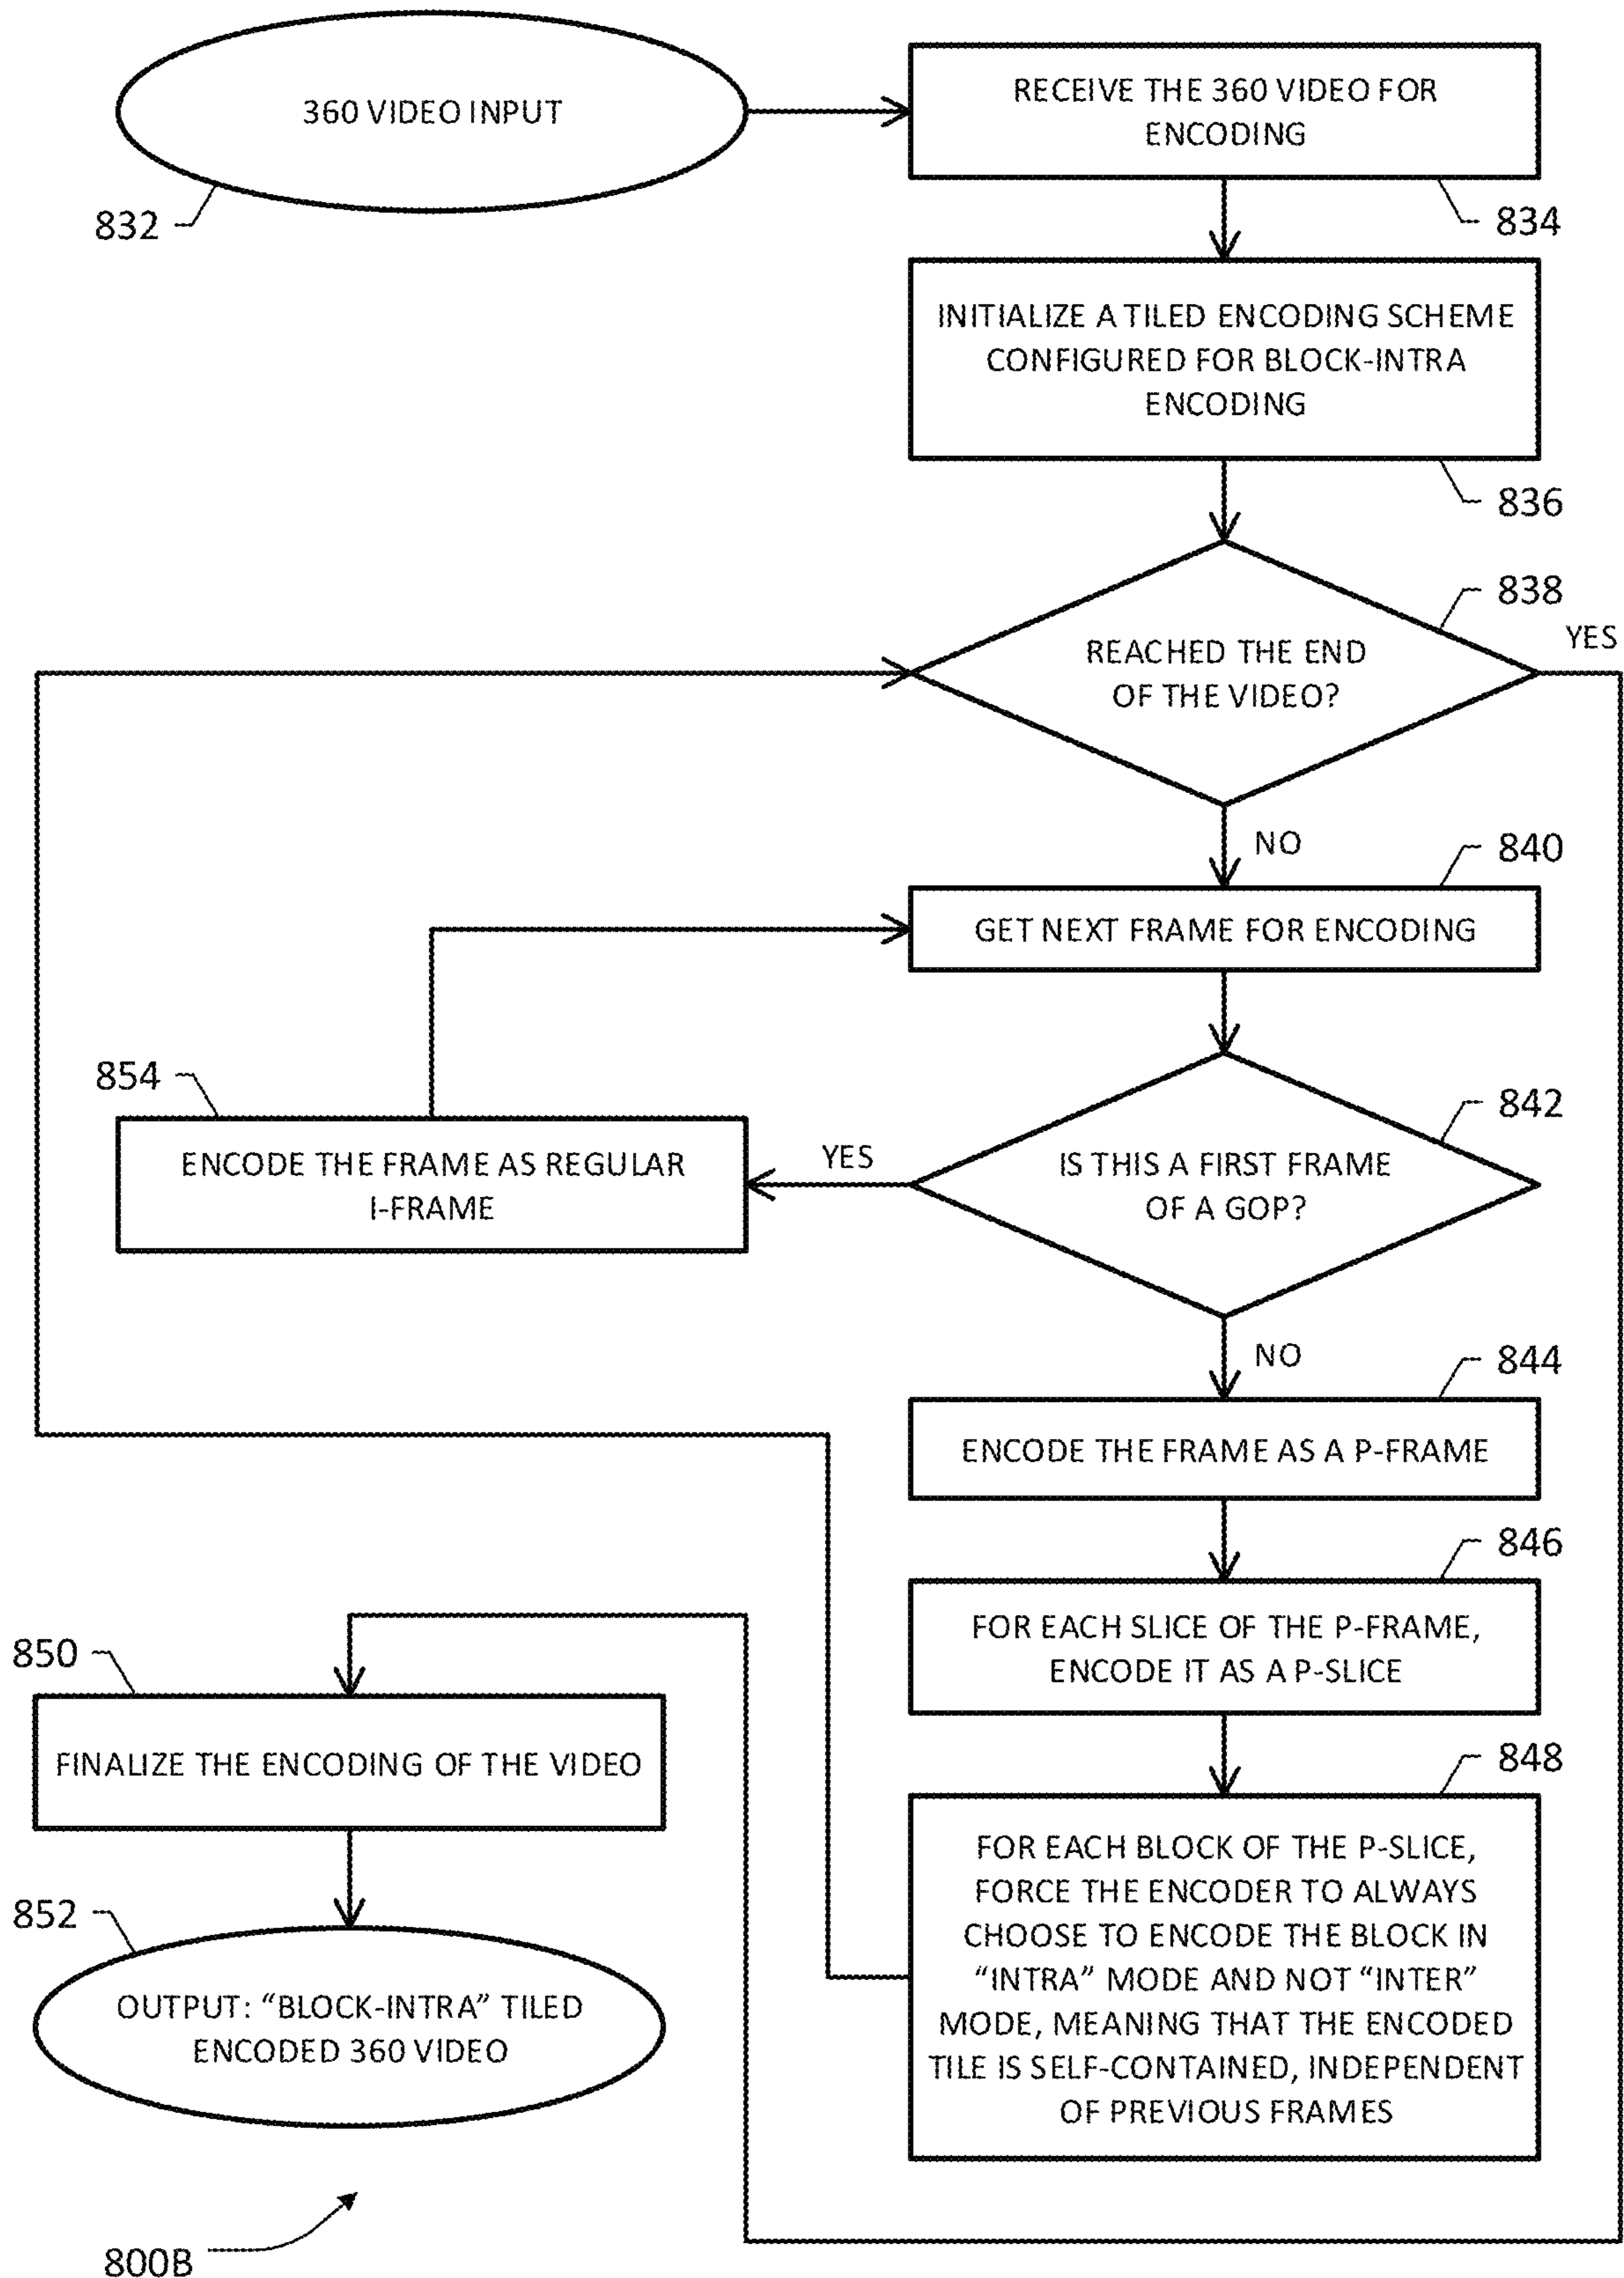 360 VIDEO INPUT
832
RECEIVE THE 360 VIDEO FOR
ENCODING
834
INITIALIZE A TILED ENCODING SCHEME
CONFIGURED FOR BLOCK-INTRA
ENCODING
836
838
YES
REACHED THE END
OF THE VIDEO?
NO
840
GET NEXT FRAME FOR ENCODING
854
ENCODE THE FRAME AS REGULAR
I-FRAME
YES
842
IS THIS A FIRST FRAME
OF A GOP?
NO
844
ENCODE THE FRAME AS A P-FRAME
846
FOR EACH SLICE OF THE P-FRAME,
ENCODE IT AS A P-SLICE
848
FOR EACH BLOCK OF THE P-SLICE,
FORCE THE ENCODER TO ALWAYS
CHOOSE TO ENCODE THE BLOCK IN
“INTRA” MODE AND NOT “INTER”
MODE, MEANING THAT THE ENCODED
TILE IS SELF-CONTAINED, INDEPENDENT
OF PREVIOUS FRAMES
850
FINALIZE THE ENCODING OF THE VIDEO
852
OUTPUT: “BLOCK-INTRA” TILED
ENCODED 360 VIDEO
800B